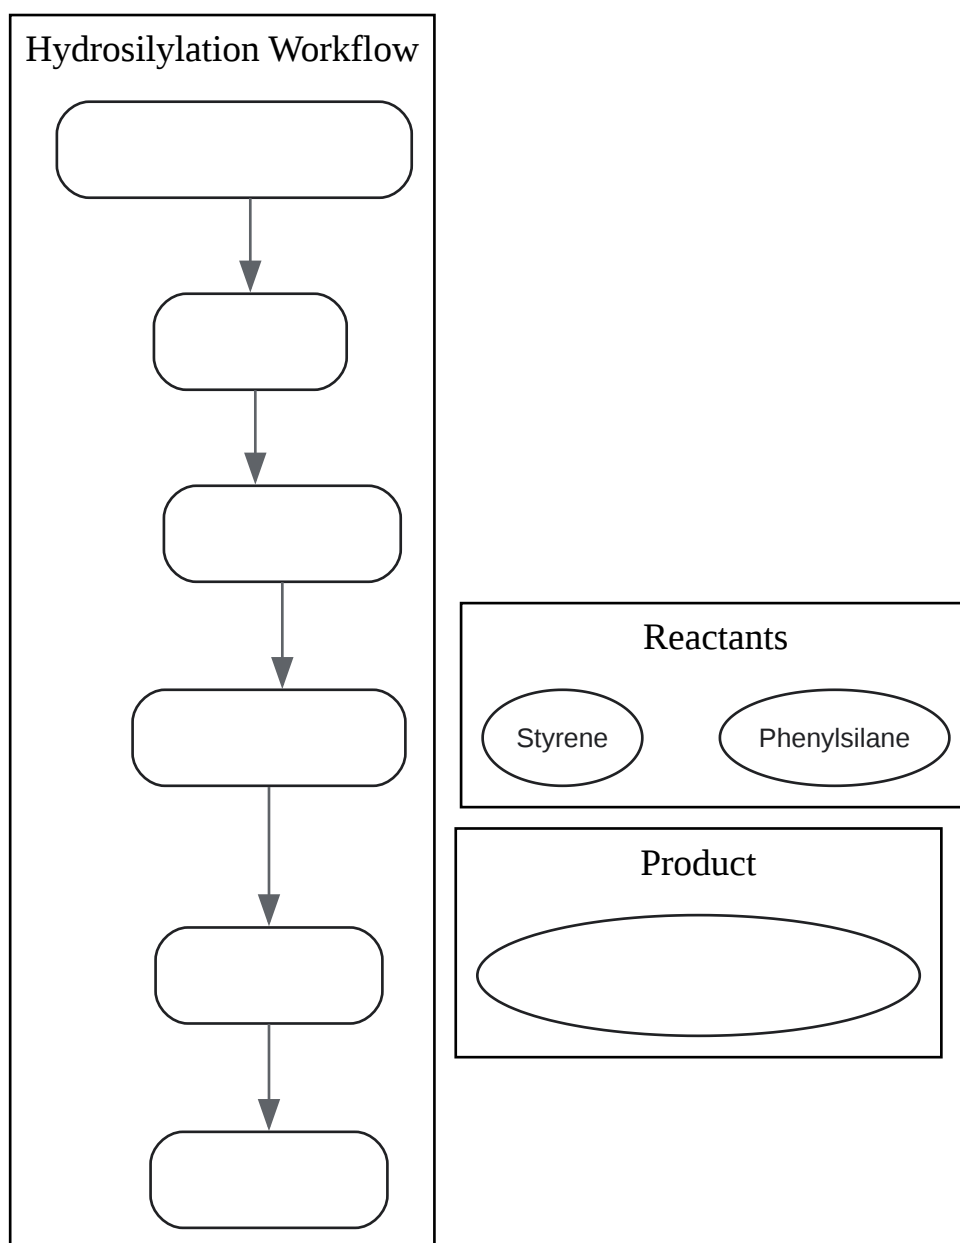 Hydrosilylation Workflow
Reactants
Styrene
Phenylsilane
Product